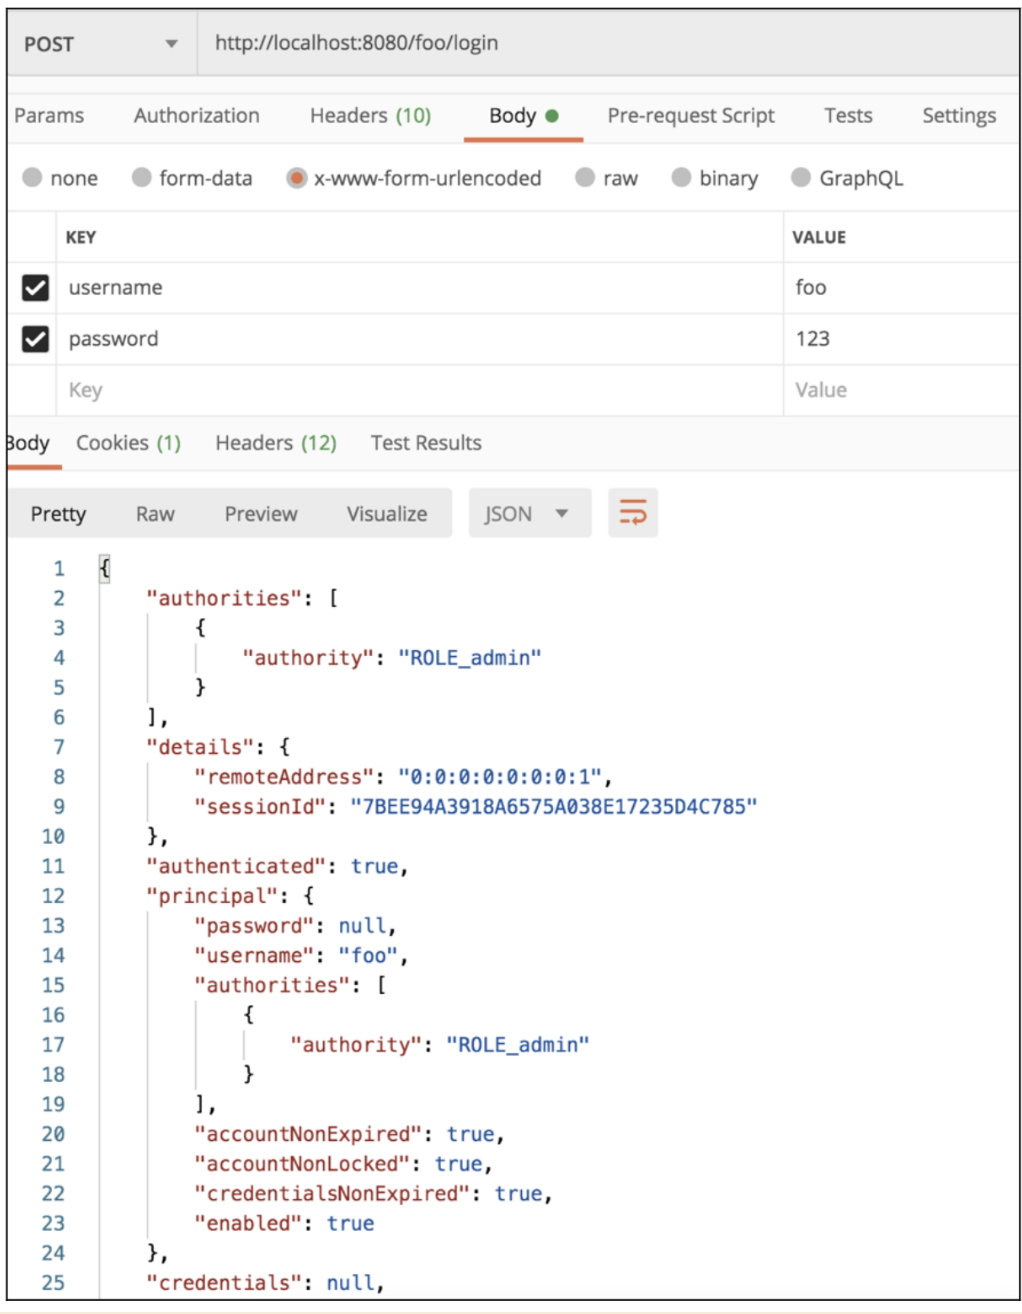 POST http://localhost:8080/foo/login
Params Authorization Headers (10) Body Pre-request Script Tests Settings
none form-data x-www-form-urlencoded raw binary GraphQL
KEY VALUE
username foo
password 123
Key Value
Body Cookies (1) Headers (12) Test Results
Pretty Raw Preview Visualize JSON
1 {
2 "authorities": [
3 {
4 "authority": "ROLE_admin"
5 }
6 ],
7 "details": {
8 "remoteAddress": "0:0:0:0:0:0:0:1",
9 "sessionId": "7BEE94A3918A6575A038E17235D4C785"
10 },
11 "authenticated": true,
12 "principal": {
13 "password": null,
14 "username": "foo",
15 "authorities": [
16 {
17 "authority": "ROLE_admin"
18 }
19 ],
20 "accountNonExpired": true,
21 "accountNonLocked": true,
22 "credentialsNonExpired": true,
23 "enabled": true
24 },
25 "credentials": null,